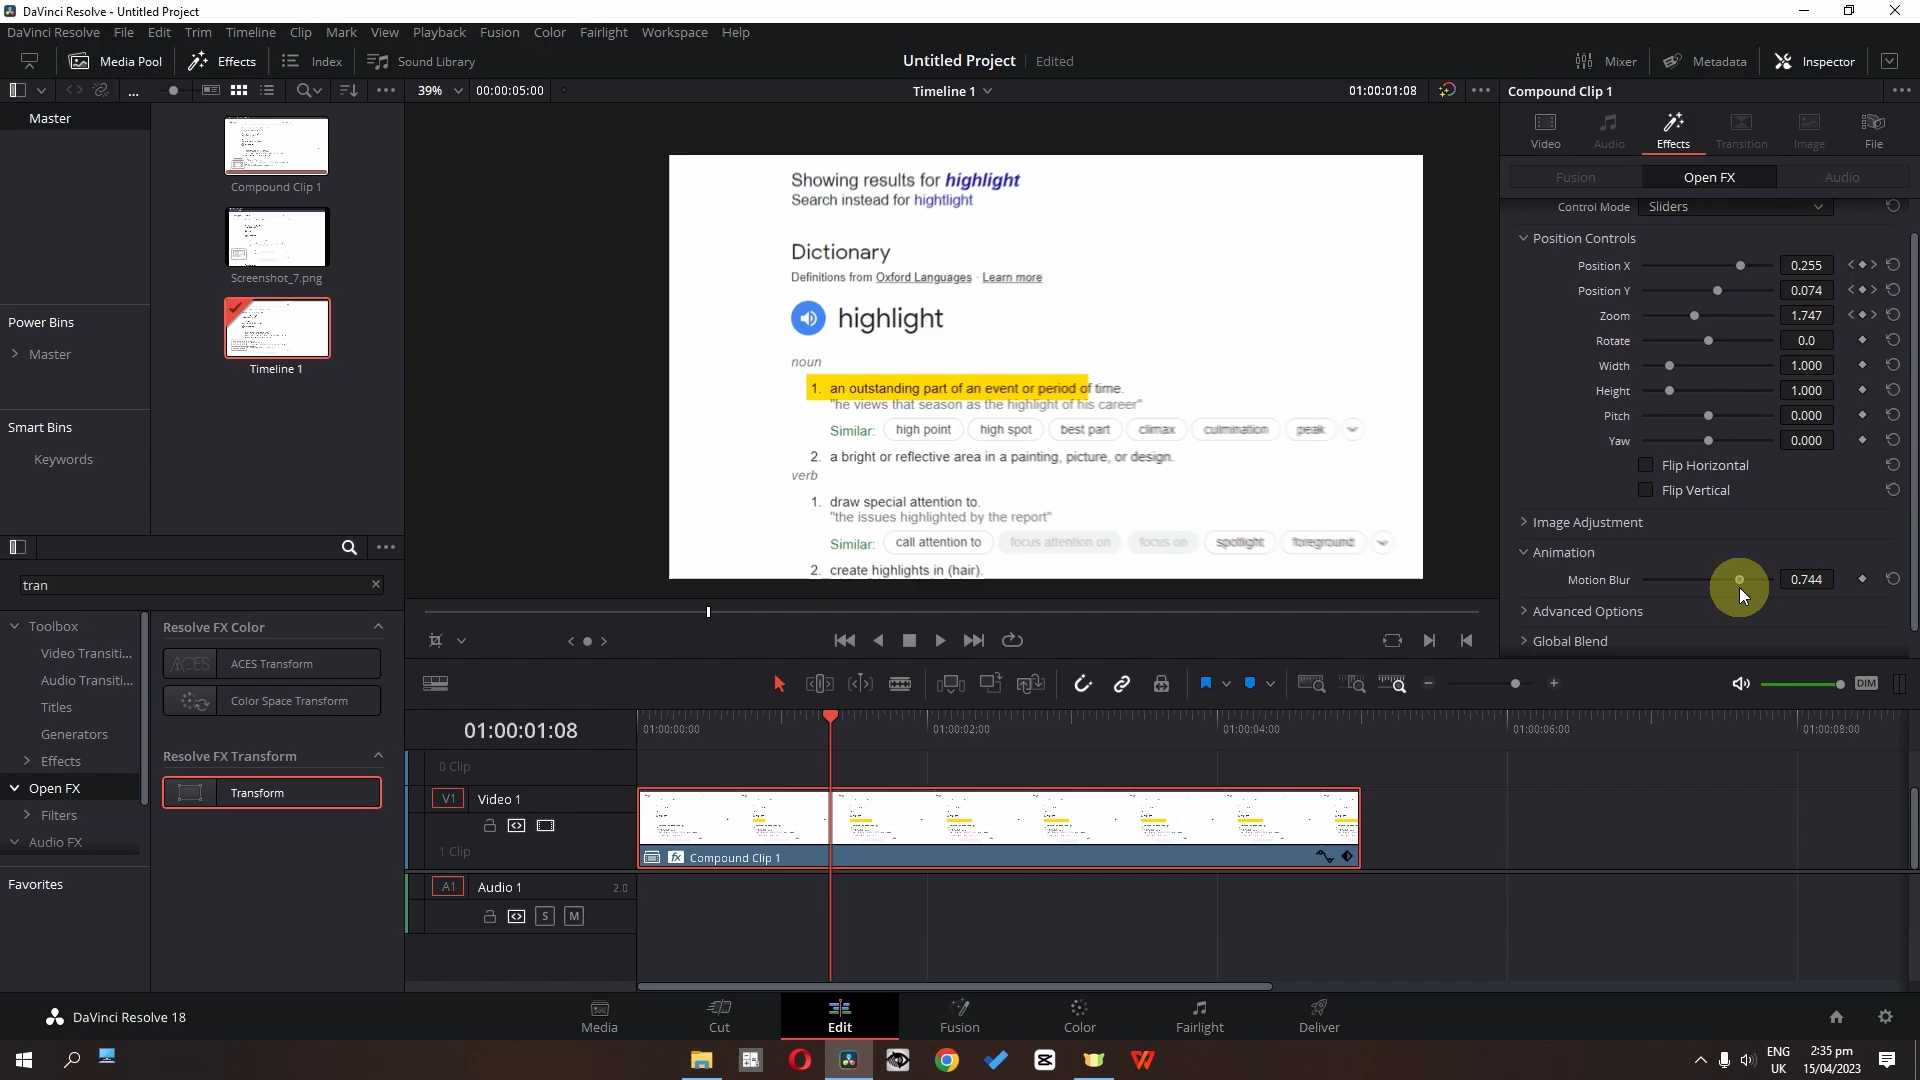 DaVinci Resolve - Untitled Project
DaVinci Resolve File Edit Trim Timeline Clip Mark View Playback Fusion Color Fairlight Workspace Help
Media Pool Effects Index Sound Library Untitled Project Edited Mixer Metadata Inspector
39% 00:00:05:00 Timeline 1 01:00:01:08 Compound Clip 1
Master
Compound Clip 1
Screenshot_7.png
Timeline 1
Power Bins
Master
Smart Bins
Keywords
Showing results for highlight
Search instead for hightlight
Dictionary
Definitions from Oxford Languages · Learn more
highlight
noun
1. an outstanding part of an event or period of time.
"he views that season as the highlight of his career"
Similar: high point high spot best part climax culmination peak
2. a bright or reflective area in a painting, picture, or design.
verb
1. draw special attention to.
"the issues highlighted by the report"
Similar: call attention to focus attention on focus on spotlight foreground
2. create highlights in (hair).
Video Audio Effects Transition Image File
Fusion Open FX Audio
Control Mode Sliders
Position Controls
Position X 0.255
Position Y 0.074
Zoom 1.747
Rotate 0.0
Width 1.000
Height 1.000
Pitch 0.000
Yaw 0.000
Flip Horizontal
Flip Vertical
Image Adjustment
Animation
Motion Blur 0.744
Advanced Options
Global Blend
tran
Toolbox
Video Transiti...
Audio Transiti...
Titles
Generators
Effects
Open FX
Filters
Audio FX
Favorites
Resolve FX Color
ACES ACES Transform
Color Space Transform
Resolve FX Transform
Transform
DIM
01:00:01:08 01:00:00:00 01:00:02:00 01:00:04:00 01:00:06:00 01:00:08:00
0 Clip
V1 Video 1
1 Clip
fx Compound Clip 1
A1 Audio 1 2.0
S M
DaVinci Resolve 18
Media Cut Edit Fusion Color Fairlight Deliver
ENG
UK
2:35 pm
15/04/2023